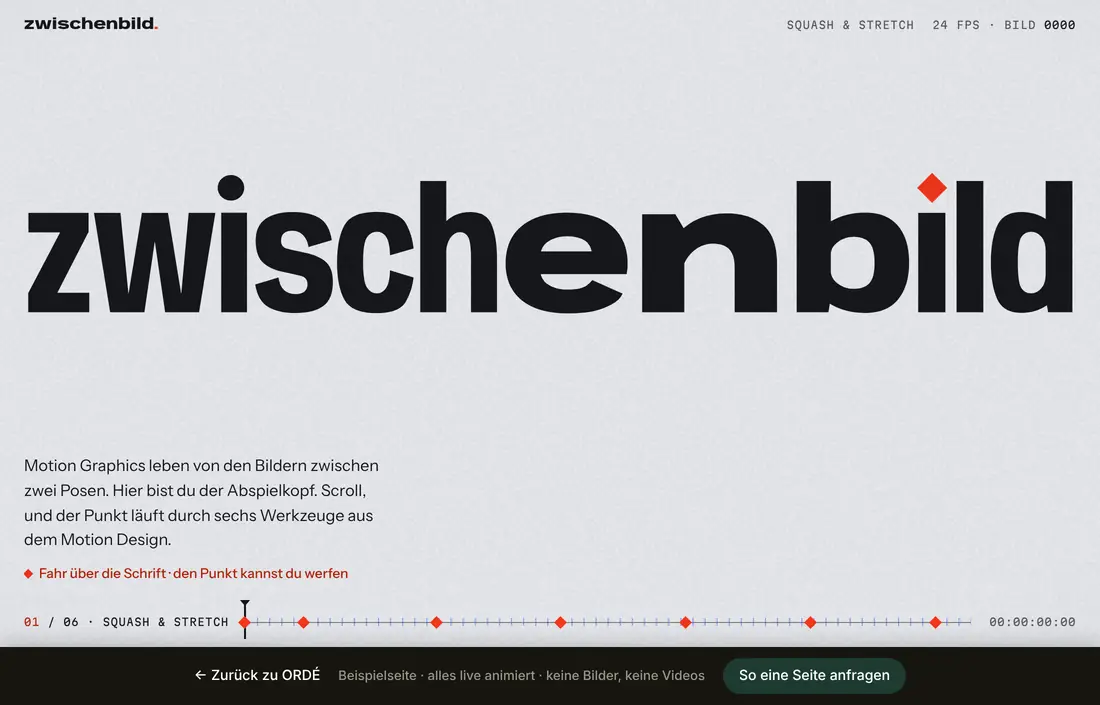 zwischenbild.
SQUASH & STRETCH 24 FPS · BILD 0000
zwischenbild
Motion Graphics leben von den Bildern zwischen
zwei Posen. Hier bist du der Abspielkopf. Scroll,
und der Punkt läuft durch sechs Werkzeuge aus
dem Motion Design.
Fahr über die Schrift · den Punkt kannst du werfen
01 / 06 · SQUASH & STRETCH
00:00:00:00
← Zurück zu ORDÉ
Beispielseite · alles live animiert · keine Bilder, keine Videos
So eine Seite anfragen